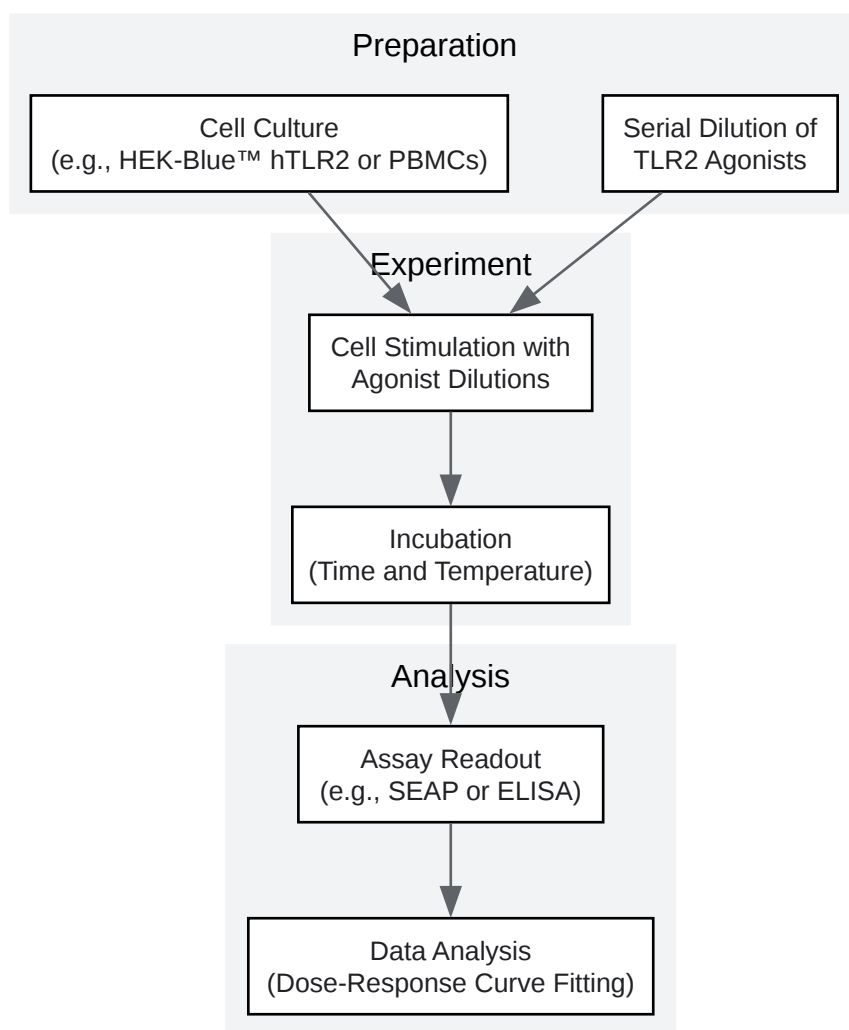 Preparation
Cell Culture
(e.g., HEK-Blue™ hTLR2 or PBMCs)
Serial Dilution of
TLR2 Agonists
Experiment
Cell Stimulation with
Agonist Dilutions
Incubation
(Time and Temperature)
Analysis
Assay Readout
(e.g., SEAP or ELISA)
Data Analysis
(Dose-Response Curve Fitting)